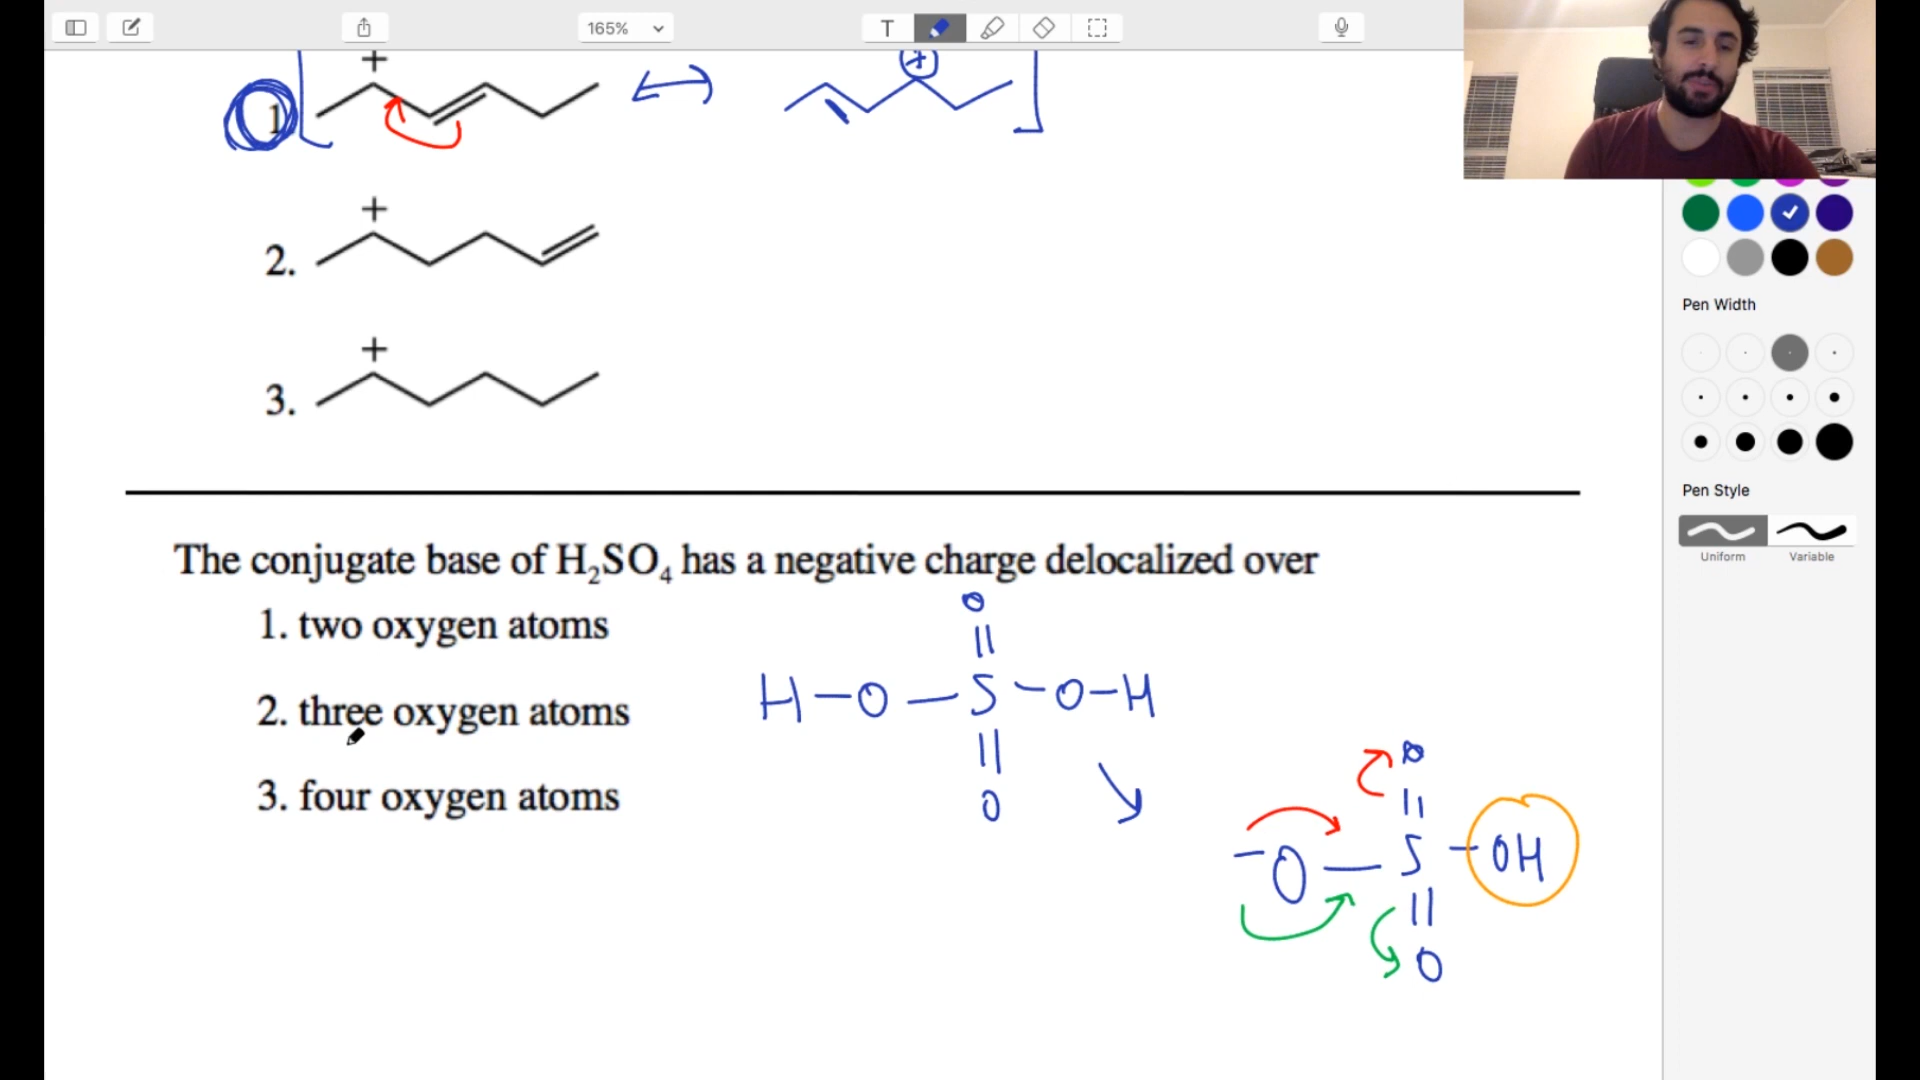 165%
T
+
1
+
2.
+
3.
+
Pen Width
Pen Style
Uniform
Variable
The conjugate base of H₂SO₄ has a negative charge delocalized over
1. two oxygen atoms
2. three oxygen atoms
3. four oxygen atoms
O
H-O-S-O-H
O
O
-O-S-OH
O